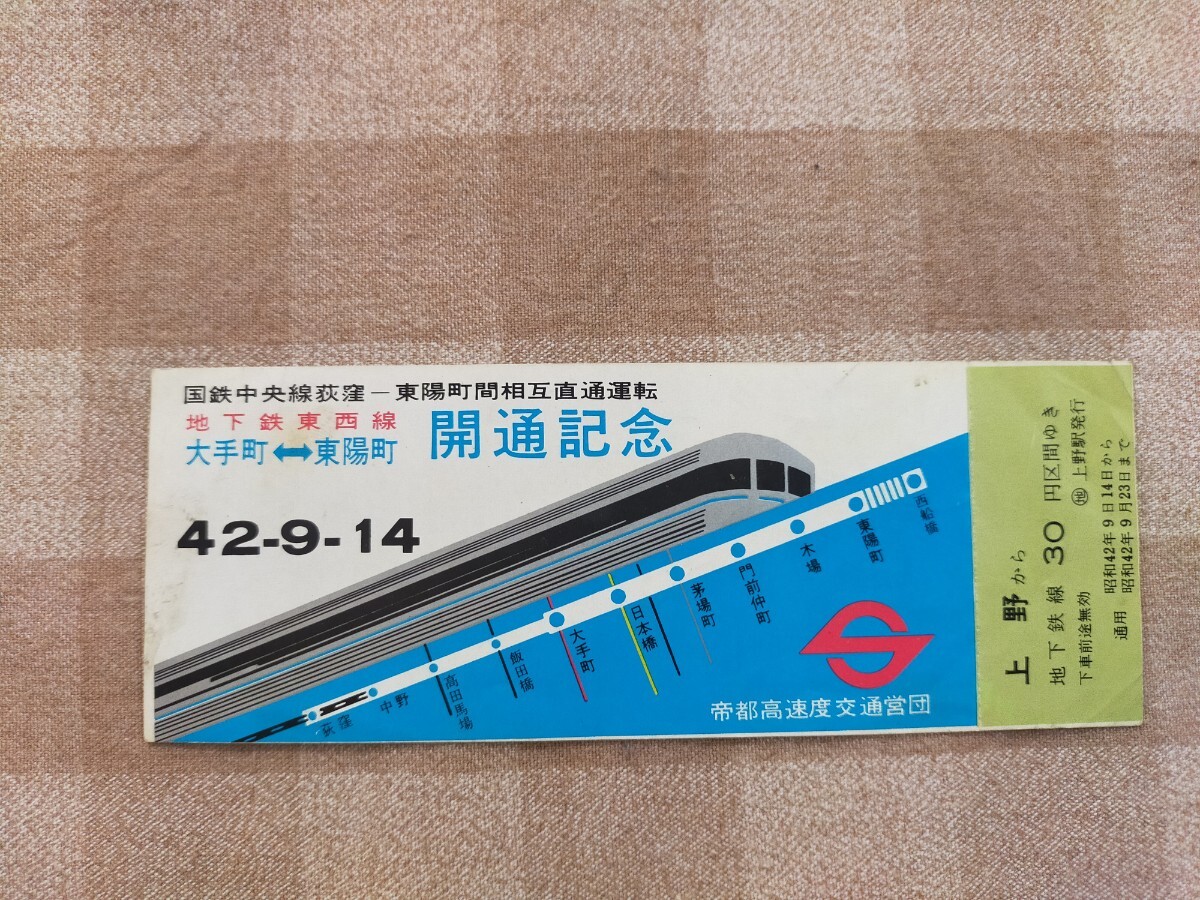 国鉄中央線荻窪－東陽町間相互直通運転
地下鉄東西線
大手町⟷東陽町
開通記念
42-9-14
荻窪
中野
高田馬場
飯田橋
大手町
日本橋
茅場町
門前仲町
木場
東陽町
西船橋
帝都高速度交通営団
上野から
地下鉄線 30 円区間ゆき
下車前途無効 ㊞ 上野駅発行
通用 昭和42年9月14日から
昭和42年9月23日まで